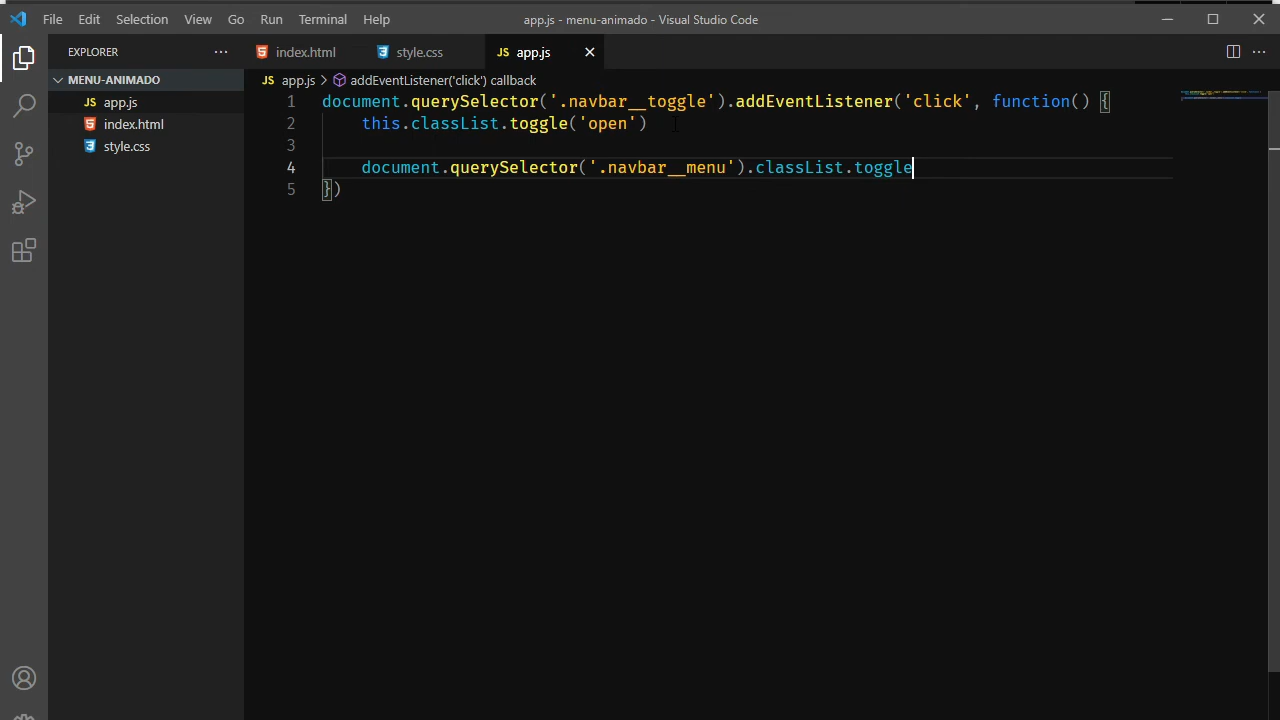 File Edit Selection View Go Run Terminal Help app.js - menu-animado - Visual Studio Code
EXPLORER ··· index.html style.css JS app.js
MENU-ANIMADO JS app.js > addEventListener('click') callback
JS app.js
index.html
style.css
1 document.querySelector('.navbar__toggle').addEventListener('click', function() {
2 this.classList.toggle('open')
3
4 document.querySelector('.navbar__menu').classList.toggle
5 })